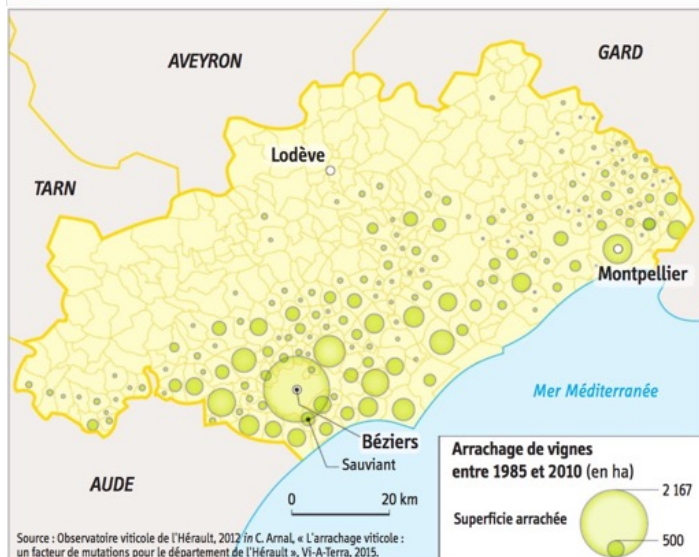 AVEYRON
GARD
Lodève
TARN
Montpellier
Mer Méditerranée
Béziers
Sauviant
AUDE
0 20 km
Arrachage de vignes
entre 1985 et 2010 (en ha)
2 167
Superficie arrachée
500
Source : Observatoire viticole de l'Hérault, 2012 in C. Arnal, « L'arrachage viticole :
un facteur de mutations pour le département de l'Hérault », Vi-A-Terra, 2015.